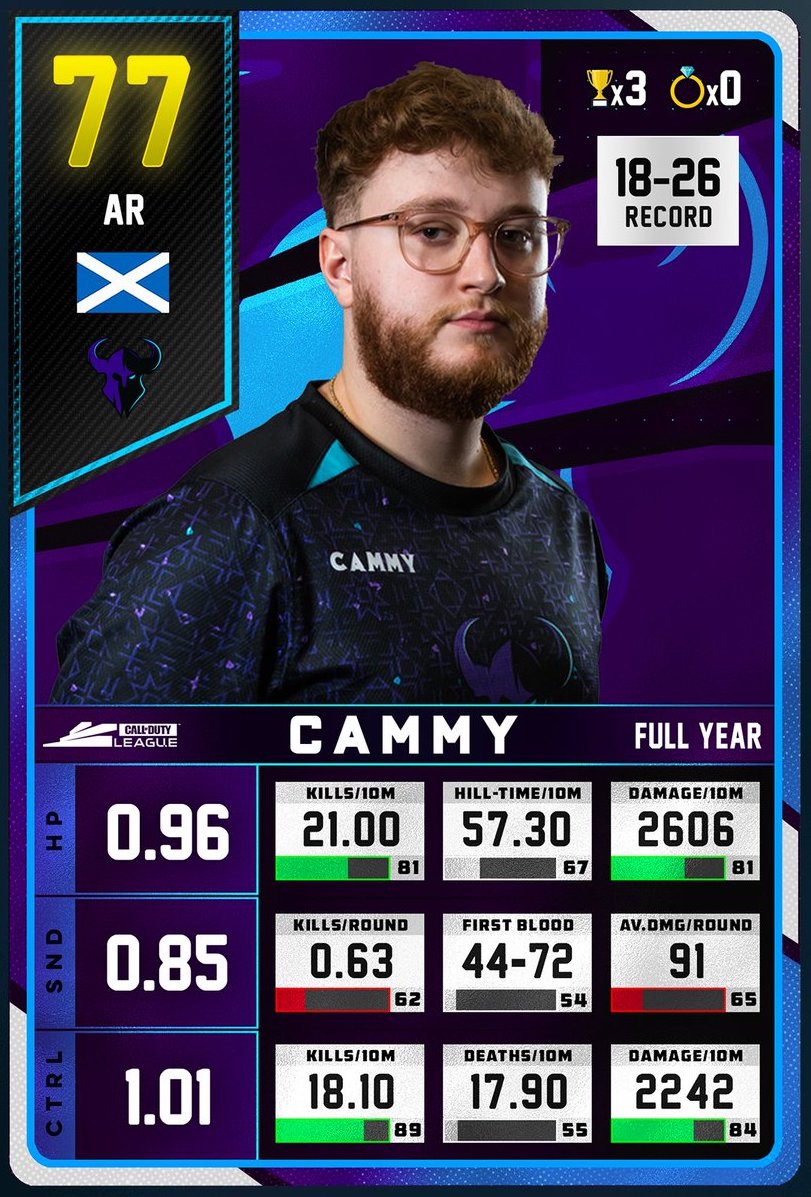 77
AR
x3 x0
18-26
RECORD
CAMMY
CALL OF DUTY
LEAGUE
CAMMY
FULL YEAR
HP
0.96
KILLS/10M
21.00
81
HILL-TIME/10M
57.30
67
DAMAGE/10M
2606
81
SND
0.85
KILLS/ROUND
0.63
62
FIRST BLOOD
44-72
54
AV.DMG/ROUND
91
65
CTRL
1.01
KILLS/10M
18.10
89
DEATHS/10M
17.90
55
DAMAGE/10M
2242
84